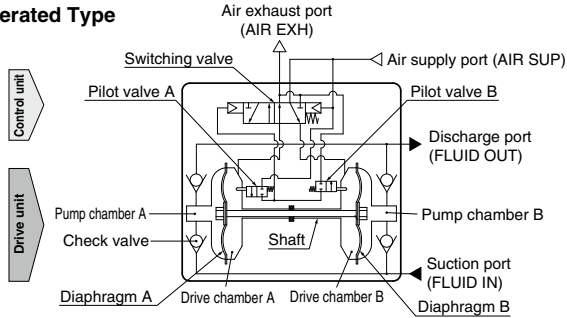 erated Type
Air exhaust port
(AIR EXH)
Switching valve
Air supply port (AIR SUP)
Pilot valve A
Pilot valve B
Control unit
Discharge port
(FLUID OUT)
Drive unit
Pump chamber A
Pump chamber B
Check valve
Shaft
Suction port
(FLUID IN)
Diaphragm A
Drive chamber A
Drive chamber B
Diaphragm B